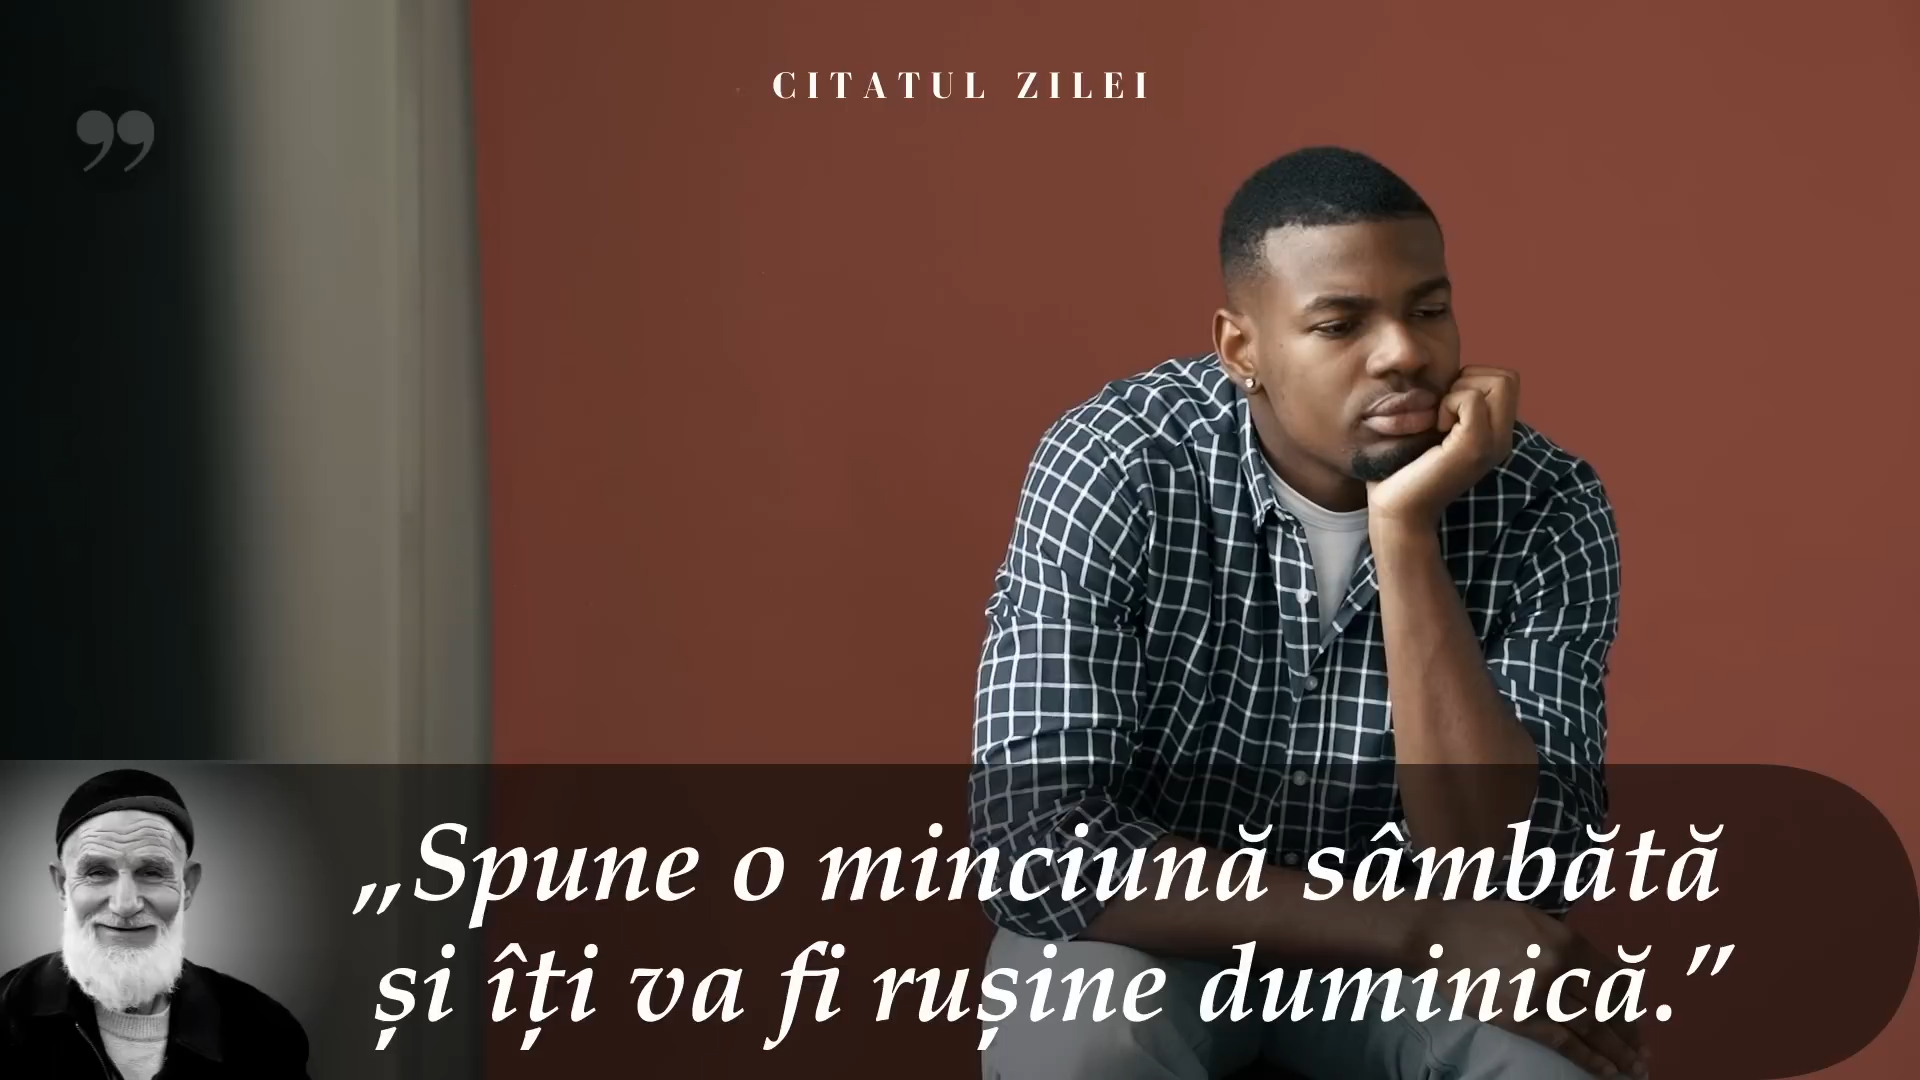 CITATUL ZILEI
”
„Spune o minciună sâmbătă
și îți va fi rușine duminică.”